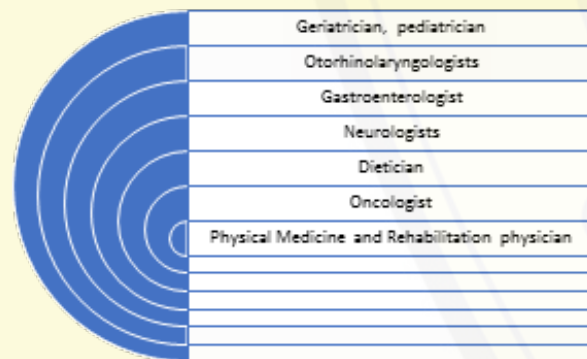 Geriatrician, pediatrician
Otorhinolaryngologists
Gastroenterologist
Neurologists
Dietician
Oncologist
Physical Medicine and Rehabilitation physician